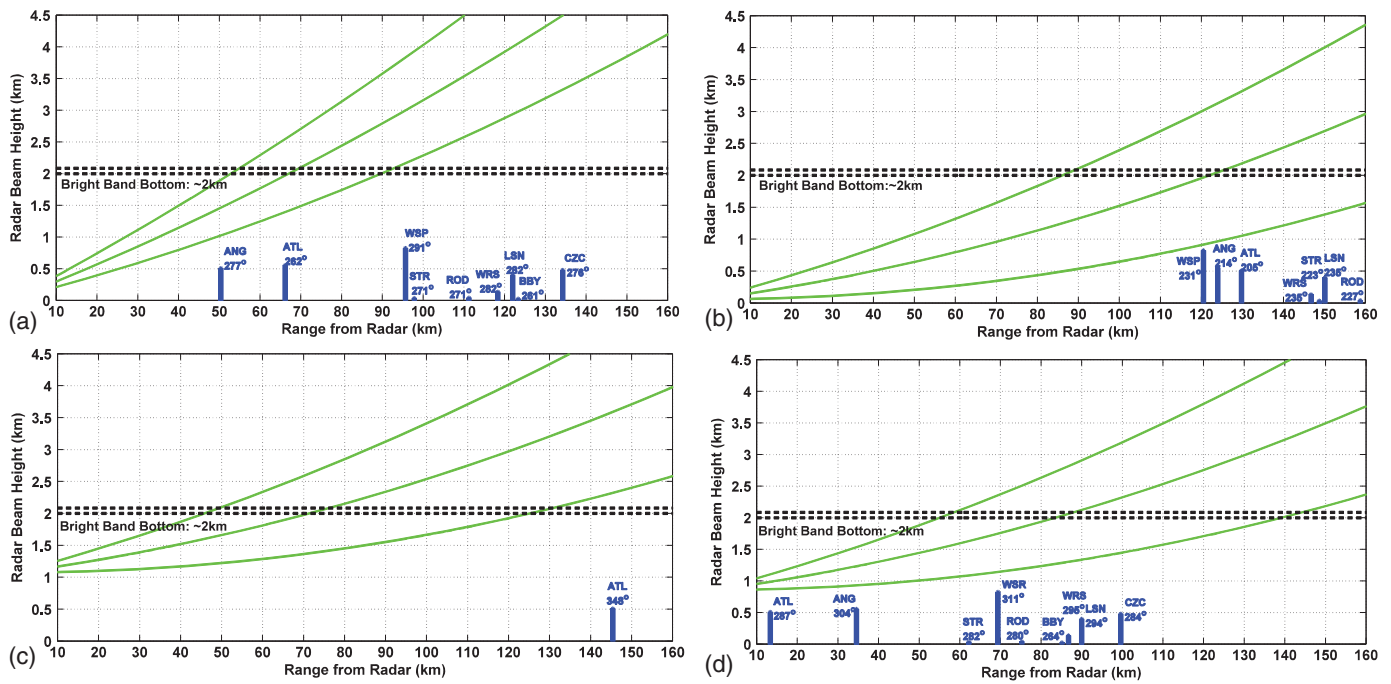 4.5
4
3.5
3
2.5
2
1.5
1
0.5
0
Radar Beam Height (km)
Bright Band Bottom: ~2km
ANG
277°
ATL
262°
WSP
291°
STR
271°
ROD
271°
WRS
282°
LSN
282°
BBY
261°
CZC
276°
10 20 30 40 50 60 70 80 90 100 110 120 130 140 150 160
Range from Radar (km)
(a)
4.5
4
3.5
3
2.5
2
1.5
1
0.5
0
Radar Beam Height (km)
Bright Band Bottom:~2km
WSP
231°
ANG
214°
ATL
205°
WRS
235°
STR
223°
LSN
235°
ROD
227°
10 20 30 40 50 60 70 80 90 100 110 120 130 140 150 160
Range from Radar (km)
(b)
4.5
4
3.5
3
2.5
2
1.5
1
0.5
0
Radar Beam Height (km)
Bright Band Bottom: ~2km
ATL
348°
10 20 30 40 50 60 70 80 90 100 110 120 130 140 150 160
Range from Radar (km)
(c)
4.5
4
3.5
3
2.5
2
1.5
1
0.5
0
Radar Beam Height (km)
Bright Band Bottom: ~2km
ATL
287°
ANG
304°
STR
282°
WSR
311°
ROD
280°
BBY
264°
WRS
295°
LSN
294°
CZC
284°
10 20 30 40 50 60 70 80 90 100 110 120 130 140 150 160
Range from Radar (km)
(d)